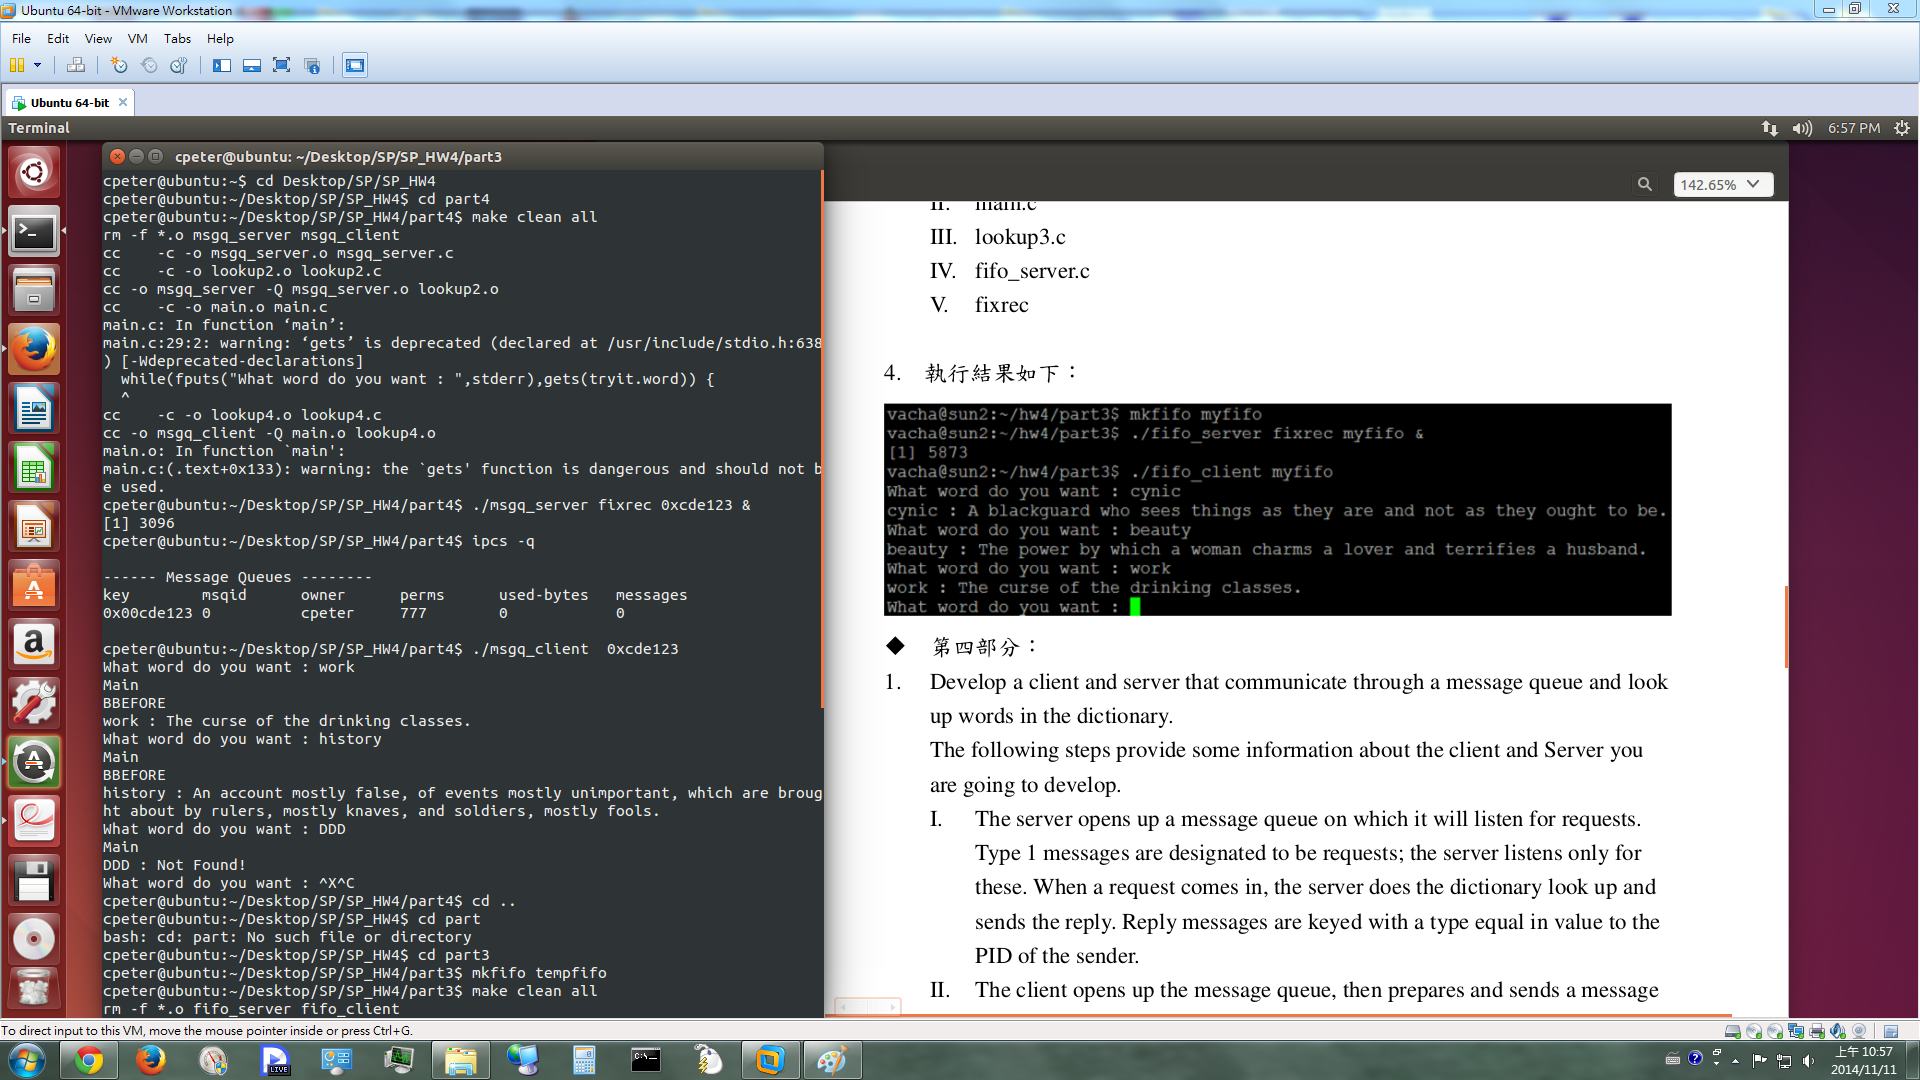 Ubuntu 64-bit - VMware Workstation
File Edit View VM Tabs Help
Ubuntu 64-bit
Terminal
6:57 PM
cpeter@ubuntu: ~/Desktop/SP/SP_HW4/part3
cpeter@ubuntu:~$ cd Desktop/SP/SP_HW4
cpeter@ubuntu:~/Desktop/SP/SP_HW4$ cd part4
cpeter@ubuntu:~/Desktop/SP/SP_HW4/part4$ make clean all
rm -f *.o msgq_server msgq_client
cc    -c -o msgq_server.o msgq_server.c
cc    -c -o lookup2.o lookup2.c
cc -o msgq_server -Q msgq_server.o lookup2.o
cc    -c -o main.o main.c
main.c: In function ‘main’:
main.c:29:2: warning: ‘gets’ is deprecated (declared at /usr/include/stdio.h:638
) [-Wdeprecated-declarations]
  while(fputs("What word do you want : ",stderr),gets(tryit.word)) {
  ^
cc    -c -o lookup4.o lookup4.c
cc -o msgq_client -Q main.o lookup4.o
main.o: In function `main':
main.c:(.text+0x133): warning: the `gets' function is dangerous and should not b
e used.
cpeter@ubuntu:~/Desktop/SP/SP_HW4/part4$ ./msgq_server fixrec 0xcde123 &
[1] 3096
cpeter@ubuntu:~/Desktop/SP/SP_HW4/part4$ ipcs -q
------ Message Queues --------
key        msqid      owner      perms      used-bytes   messages
0x00cde123 0          cpeter     777        0            0
cpeter@ubuntu:~/Desktop/SP/SP_HW4/part4$ ./msgq_client  0xcde123
What word do you want : work
Main
BBEFORE
work : The curse of the drinking classes.
What word do you want : history
Main
BBEFORE
history : An account mostly false, of events mostly unimportant, which are broug
ht about by rulers, mostly knaves, and soldiers, mostly fools.
What word do you want : DDD
Main
DDD : Not Found!
What word do you want : ^X^C
cpeter@ubuntu:~/Desktop/SP/SP_HW4/part4$ cd ..
cpeter@ubuntu:~/Desktop/SP/SP_HW4$ cd part
bash: cd: part: No such file or directory
cpeter@ubuntu:~/Desktop/SP/SP_HW4$ cd part3
cpeter@ubuntu:~/Desktop/SP/SP_HW4/part3$ mkfifo tempfifo
cpeter@ubuntu:~/Desktop/SP/SP_HW4/part3$ make clean all
rm -f *.o fifo_server fifo_client
142.65%
II. main.c
III. lookup3.c
IV. fifo_server.c
V. fixrec
4. 執行結果如下：
vacha@sun2:~/hw4/part3$ mkfifo myfifo
vacha@sun2:~/hw4/part3$ ./fifo_server fixrec myfifo &
[1] 5873
vacha@sun2:~/hw4/part3$ ./fifo_client myfifo
What word do you want : cynic
cynic : A blackguard who sees things as they are and not as they ought to be.
What word do you want : beauty
beauty : The power by which a woman charms a lover and terrifies a husband.
What word do you want : work
work : The curse of the drinking classes.
What word do you want :
◆ 第四部分：
1. Develop a client and server that communicate through a message queue and look
up words in the dictionary.
The following steps provide some information about the client and Server you
are going to develop.
I. The server opens up a message queue on which it will listen for requests.
Type 1 messages are designated to be requests; the server listens only for
these. When a request comes in, the server does the dictionary look up and
sends the reply. Reply messages are keyed with a type equal in value to the
PID of the sender.
II. The client opens up the message queue, then prepares and sends a message
To direct input to this VM, move the mouse pointer inside or press Ctrl+G.
LIVE
C:\
上午 10:57
2014/11/11